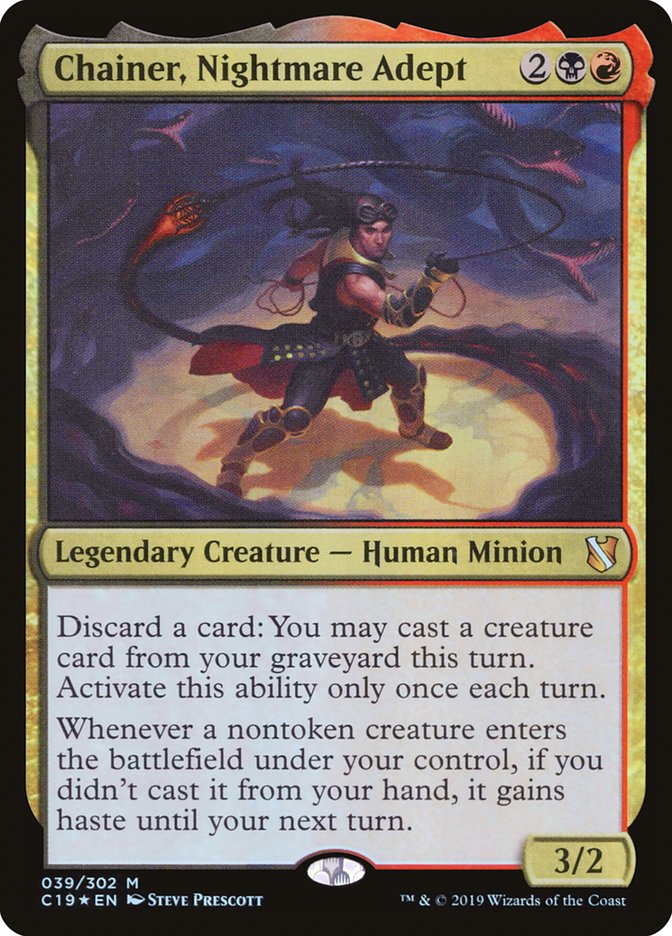 Chainer, Nightmare Adept 2
Legendary Creature — Human Minion
Discard a card: You may cast a creature
card from your graveyard this turn.
Activate this ability only once each turn.
Whenever a nontoken creature enters
the battlefield under your control, if you
didn't cast it from your hand, it gains
haste until your next turn.
3/2
039/302 M
C19★EN Steve Prescott
™ & © 2019 Wizards of the Coast